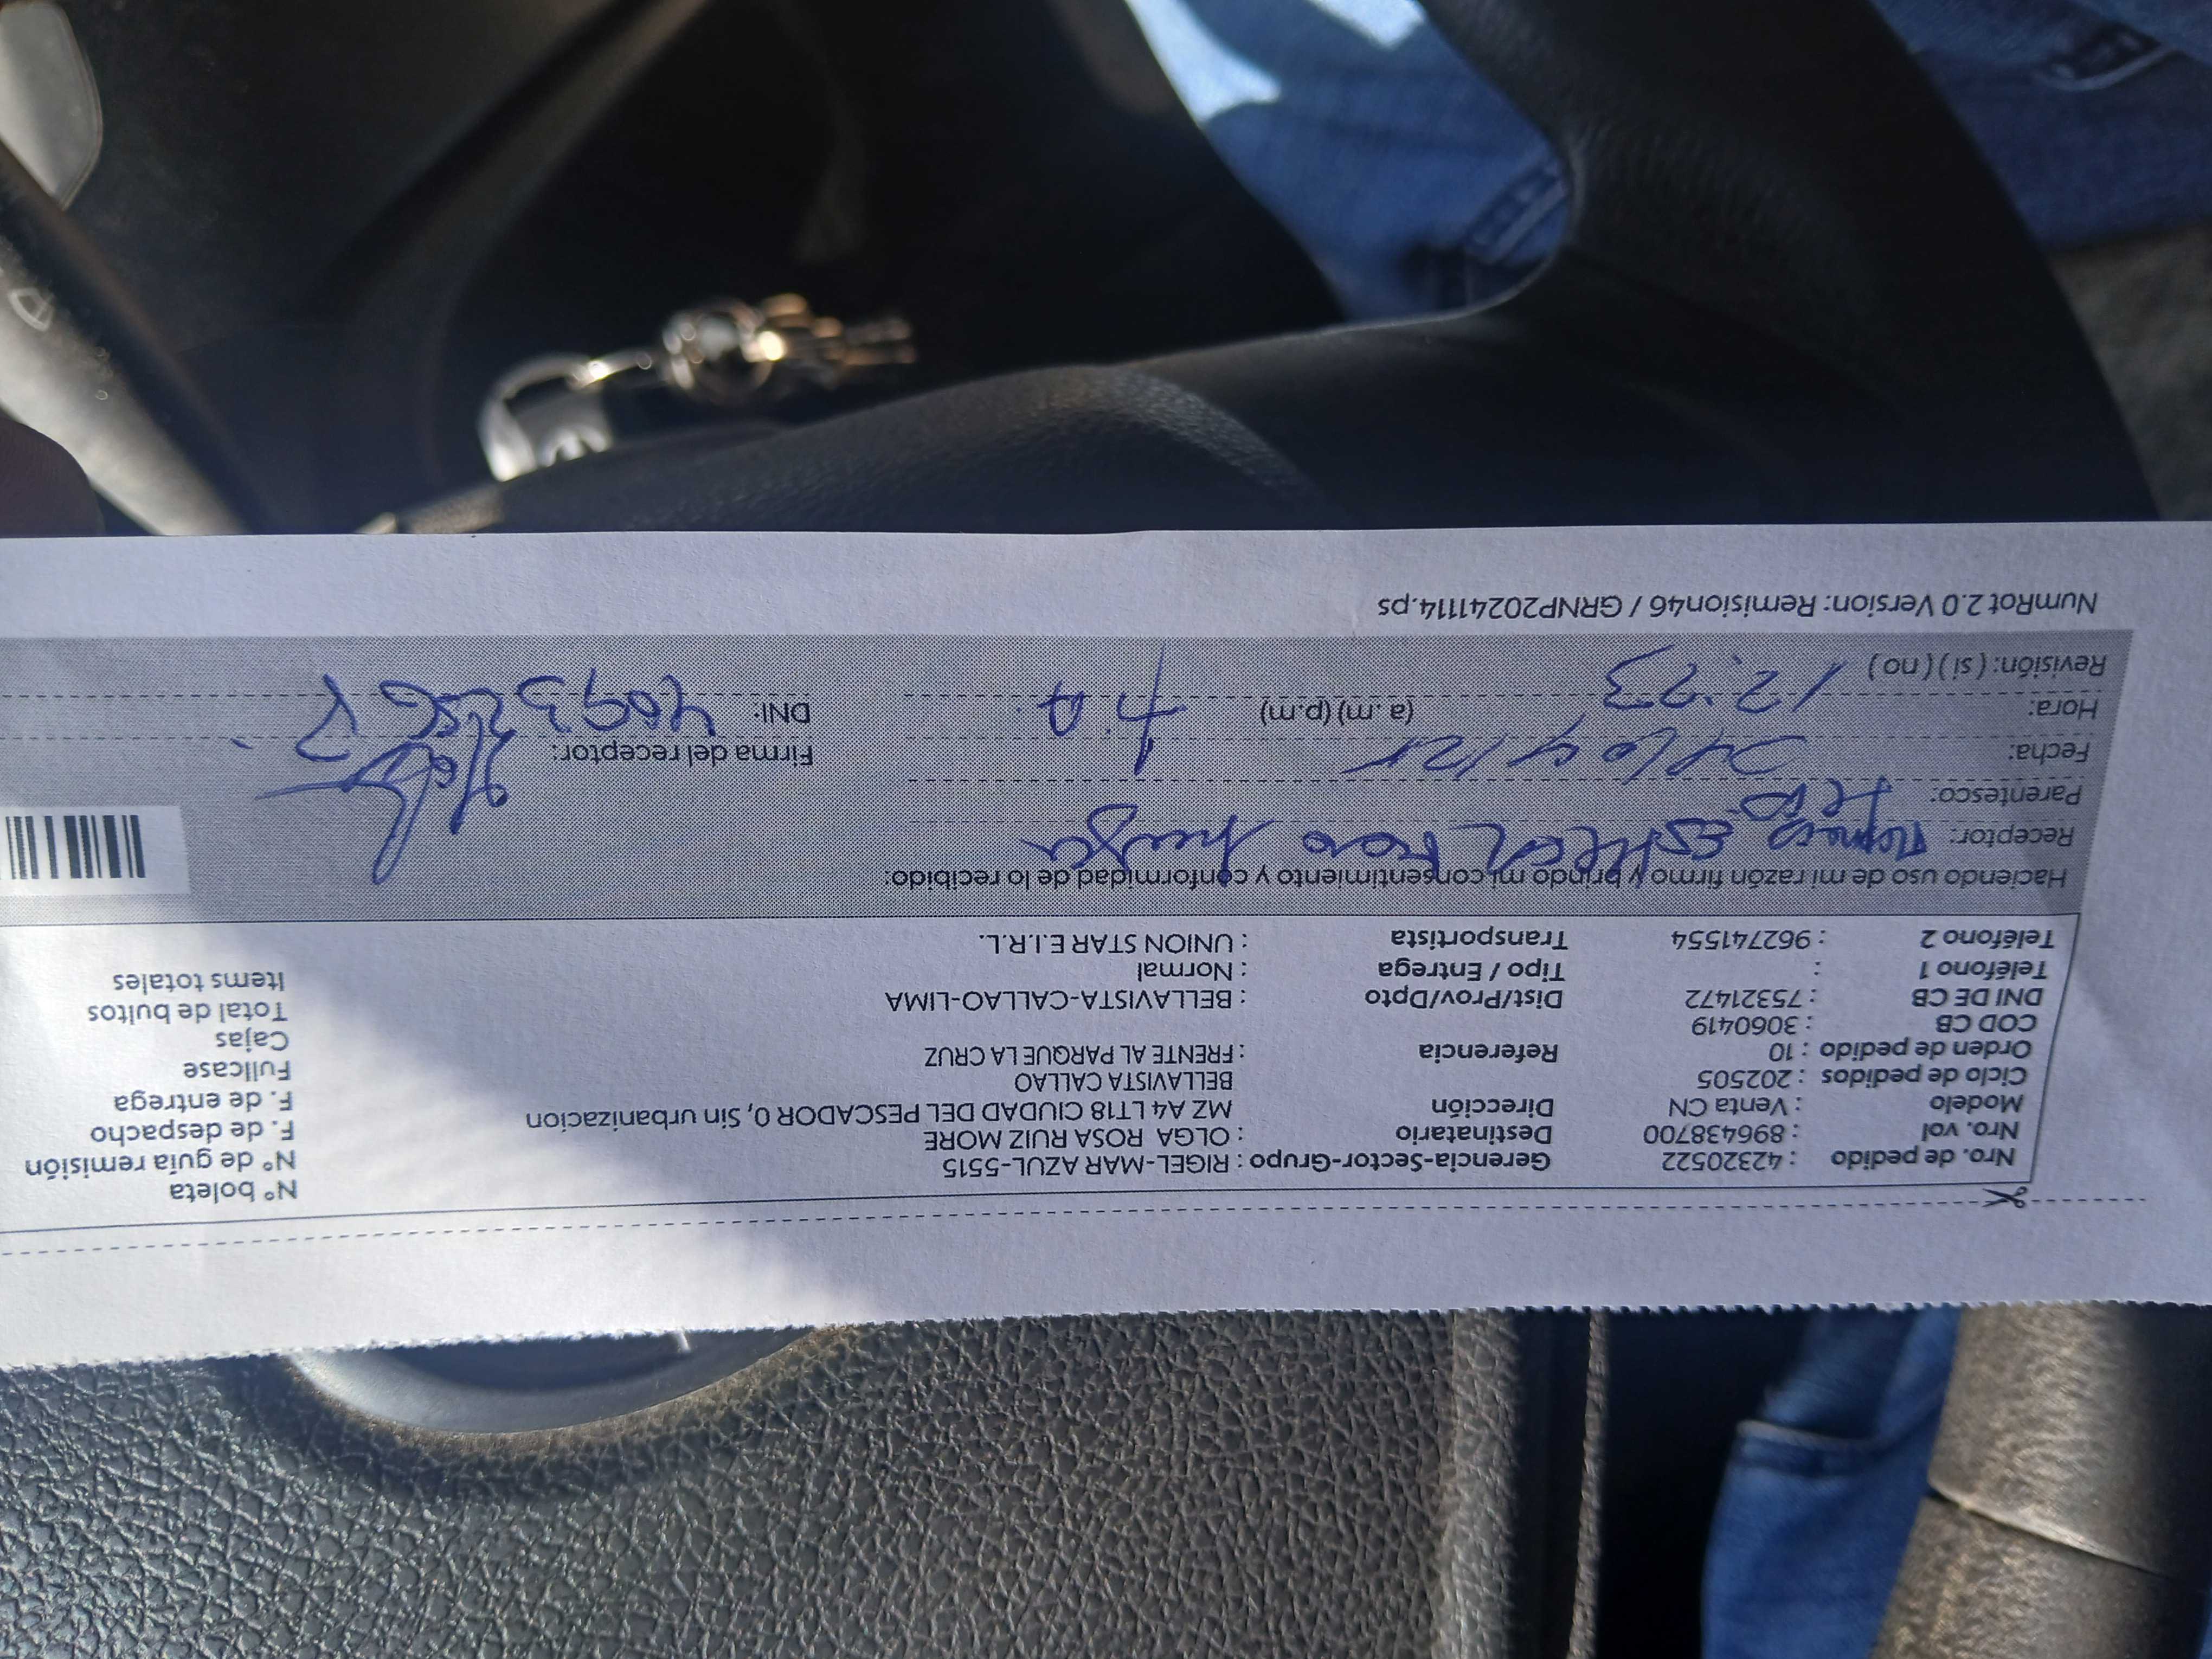 Nro. de pedido : 42320522 Gerencia-Sector-Grupo : RIGEL-MAR AZUL-5515 N° boleta
Nro. vol : 896438700 Destinatario : OLGA ROSA RUIZ MORE N° de guía remisión
Modelo : Venta CN Dirección MZ A4 LT18 CIUDAD DEL PESCADOR 0, Sin urbanizacion F. de despacho
Ciclo de pedidos : 202505 BELLAVISTA CALLAO F. de entrega
Orden de pedido : 10 Referencia : FRENTE AL PARQUE LA CRUZ Fullcase
COD CB : 3060419 Cajas
DNI DE CB : 75321472 Dist/Prov/Dpto : BELLAVISTA-CALLAO-LIMA Total de bultos
Teléfono 1 : Tipo / Entrega : Normal Items totales
Teléfono 2 : 962741554 Transportista : UNION STAR E.I.R.L.
Haciendo uso de mi razón firmo y brindo mi consentimiento y conformidad de lo recibido:
Receptor:
Parentesco:
Fecha: Firma del receptor:
Hora: (a.m) (p.m) DNI:
Revisión: (si) (no) 12:23
NumRot 2.0 Version: Remision46 / GRNP20241114.ps